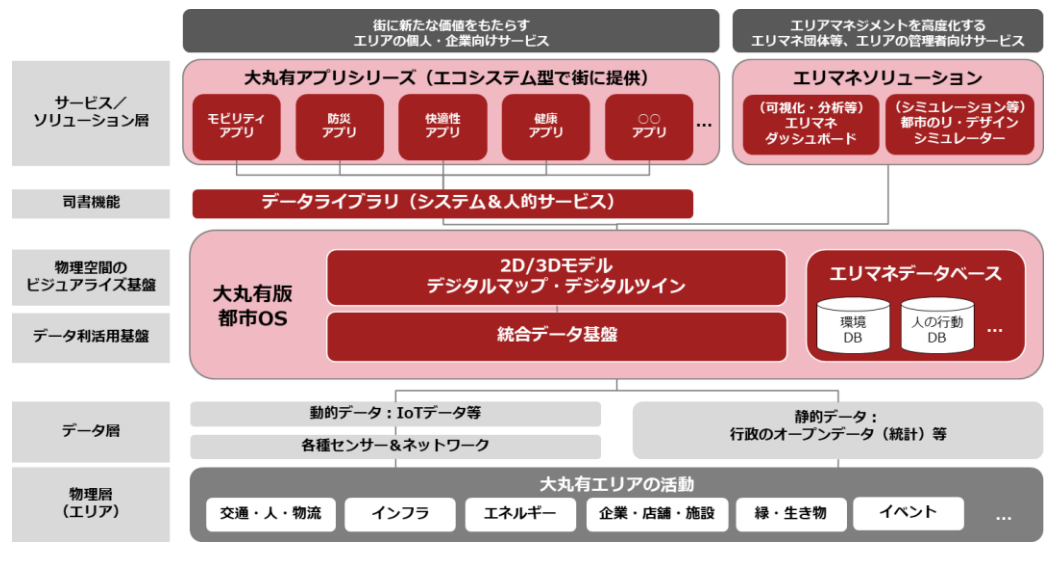 街に新たな価値をもたらす
エリアの個人・企業向けサービス
エリアマネジメントを高度化する
エリマネ団体等、エリアの管理者向けサービス
サービス／
ソリューション層
大丸有アプリシリーズ（エコシステム型で街に提供）
モビリティ
アプリ
防災
アプリ
快適性
アプリ
健康
アプリ
○○
アプリ
…
エリマネソリューション
（可視化・分析等）
エリマネ
ダッシュボード
（シミュレーション等）
都市のリ・デザイン
シミュレーター
司書機能
データライブラリ（システム＆人的サービス）
物理空間の
ビジュアライズ基盤
データ利活用基盤
大丸有版
都市OS
2D/3Dモデル
デジタルマップ・デジタルツイン
統合データ基盤
エリマネデータベース
環境
DB
人の行動
DB
…
データ層
動的データ：IoTデータ等
各種センサー＆ネットワーク
静的データ：
行政のオープンデータ（統計）等
物理層
（エリア）
大丸有エリアの活動
交通・人・物流
インフラ
エネルギー
企業・店舗・施設
緑・生き物
イベント
…